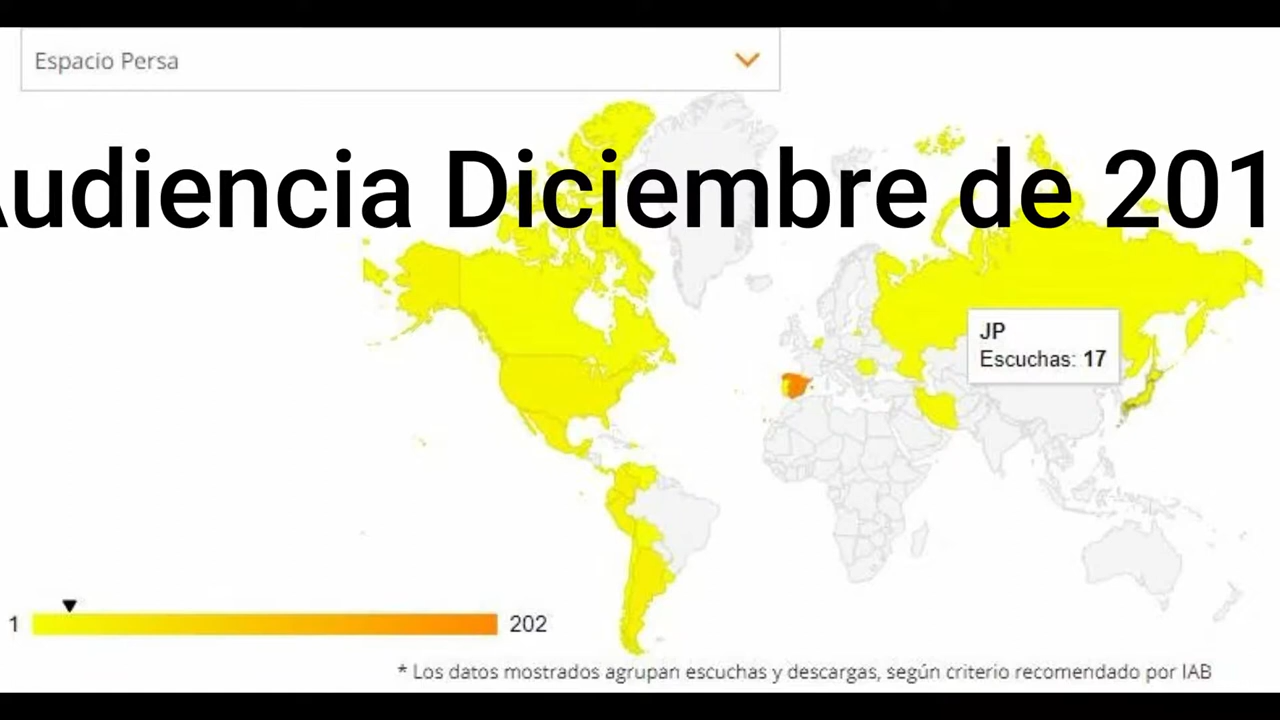 Espacio Persa
udiencia Diciembre de 201
JP
Escuchas: 17
1
202
* Los datos mostrados agrupan escuchas y descargas, según criterio recomendado por IAB